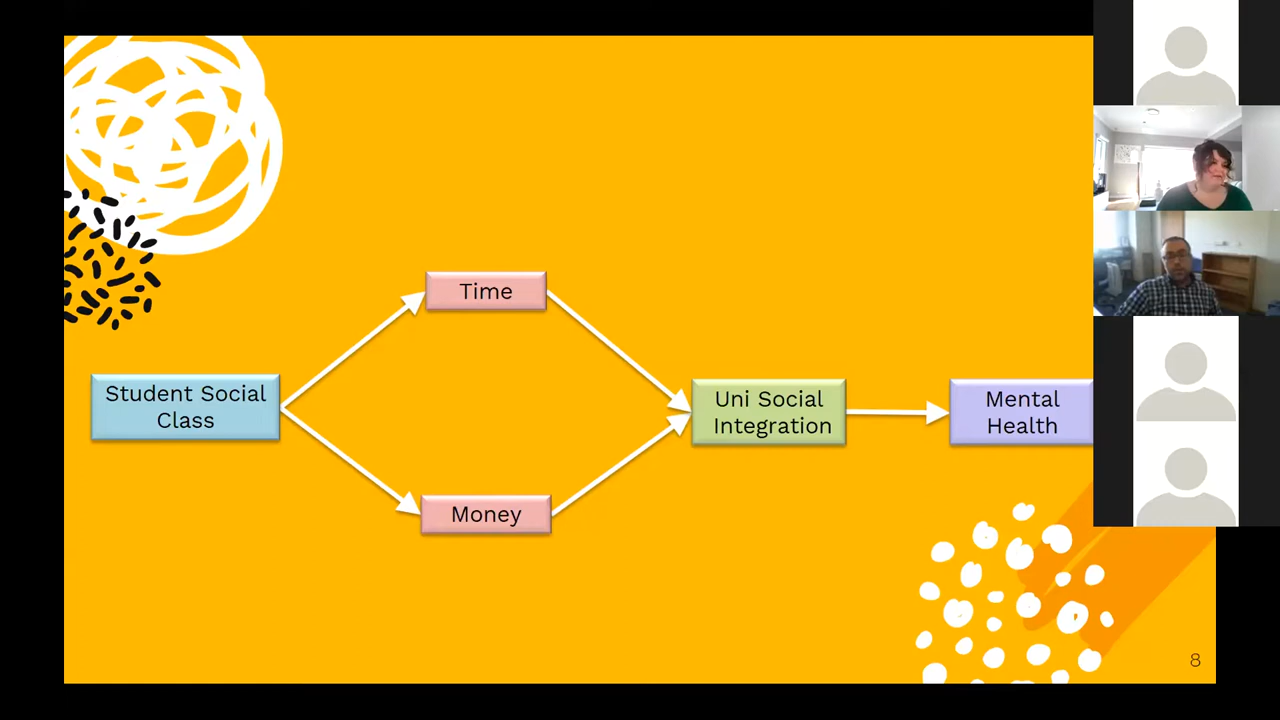 Time
Student Social
Class
Uni Social
Integration
Mental
Health
Money
8